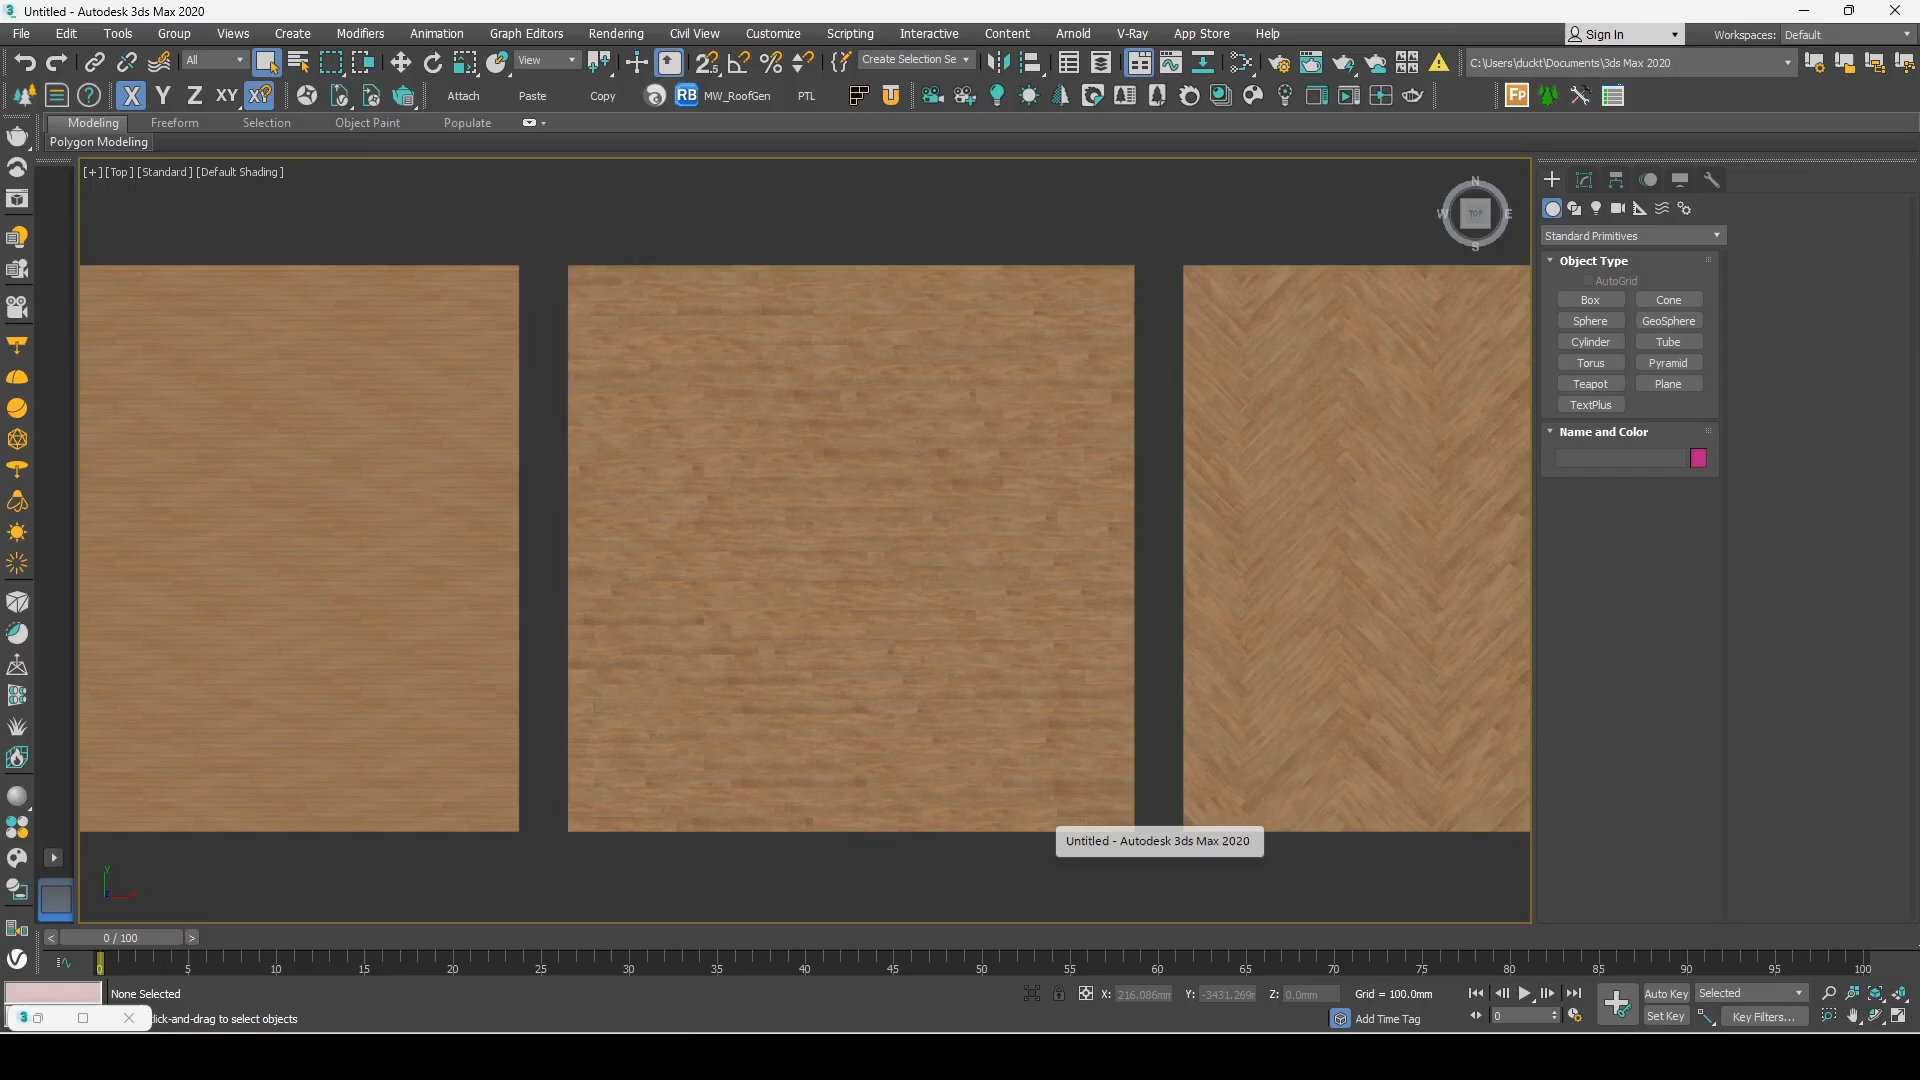 Untitled - Autodesk 3ds Max 2020
File Edit Tools Group Views Create Modifiers Animation Graph Editors Rendering Civil View Customize Scripting Interactive Content Arnold V-Ray App Store Help Sign In Workspaces: Default
All View Create Selection Se C:\Users\duckt\Documents\3ds Max 2020
X Y Z XY XY Attach Paste Copy RB MW_RoofGen PTL FP
Modeling Freeform Selection Object Paint Populate
Polygon Modeling
[+] [Top] [Standard] [Default Shading]
N
W TOP E
S
Standard Primitives
Object Type
AutoGrid
Box Cone
Sphere GeoSphere
Cylinder Tube
Torus Pyramid
Teapot Plane
TextPlus
Name and Color
Untitled - Autodesk 3ds Max 2020
y
0 / 100
0 5 10 15 20 25 30 35 40 45 50 55 60 65 70 75 80 85 90 95 100
None Selected X: 216.086mm Y: -3431.269r Z: 0.0mm Grid = 100.0mm Auto Key Selected
lick-and-drag to select objects Add Time Tag 0 Set Key Key Filters...